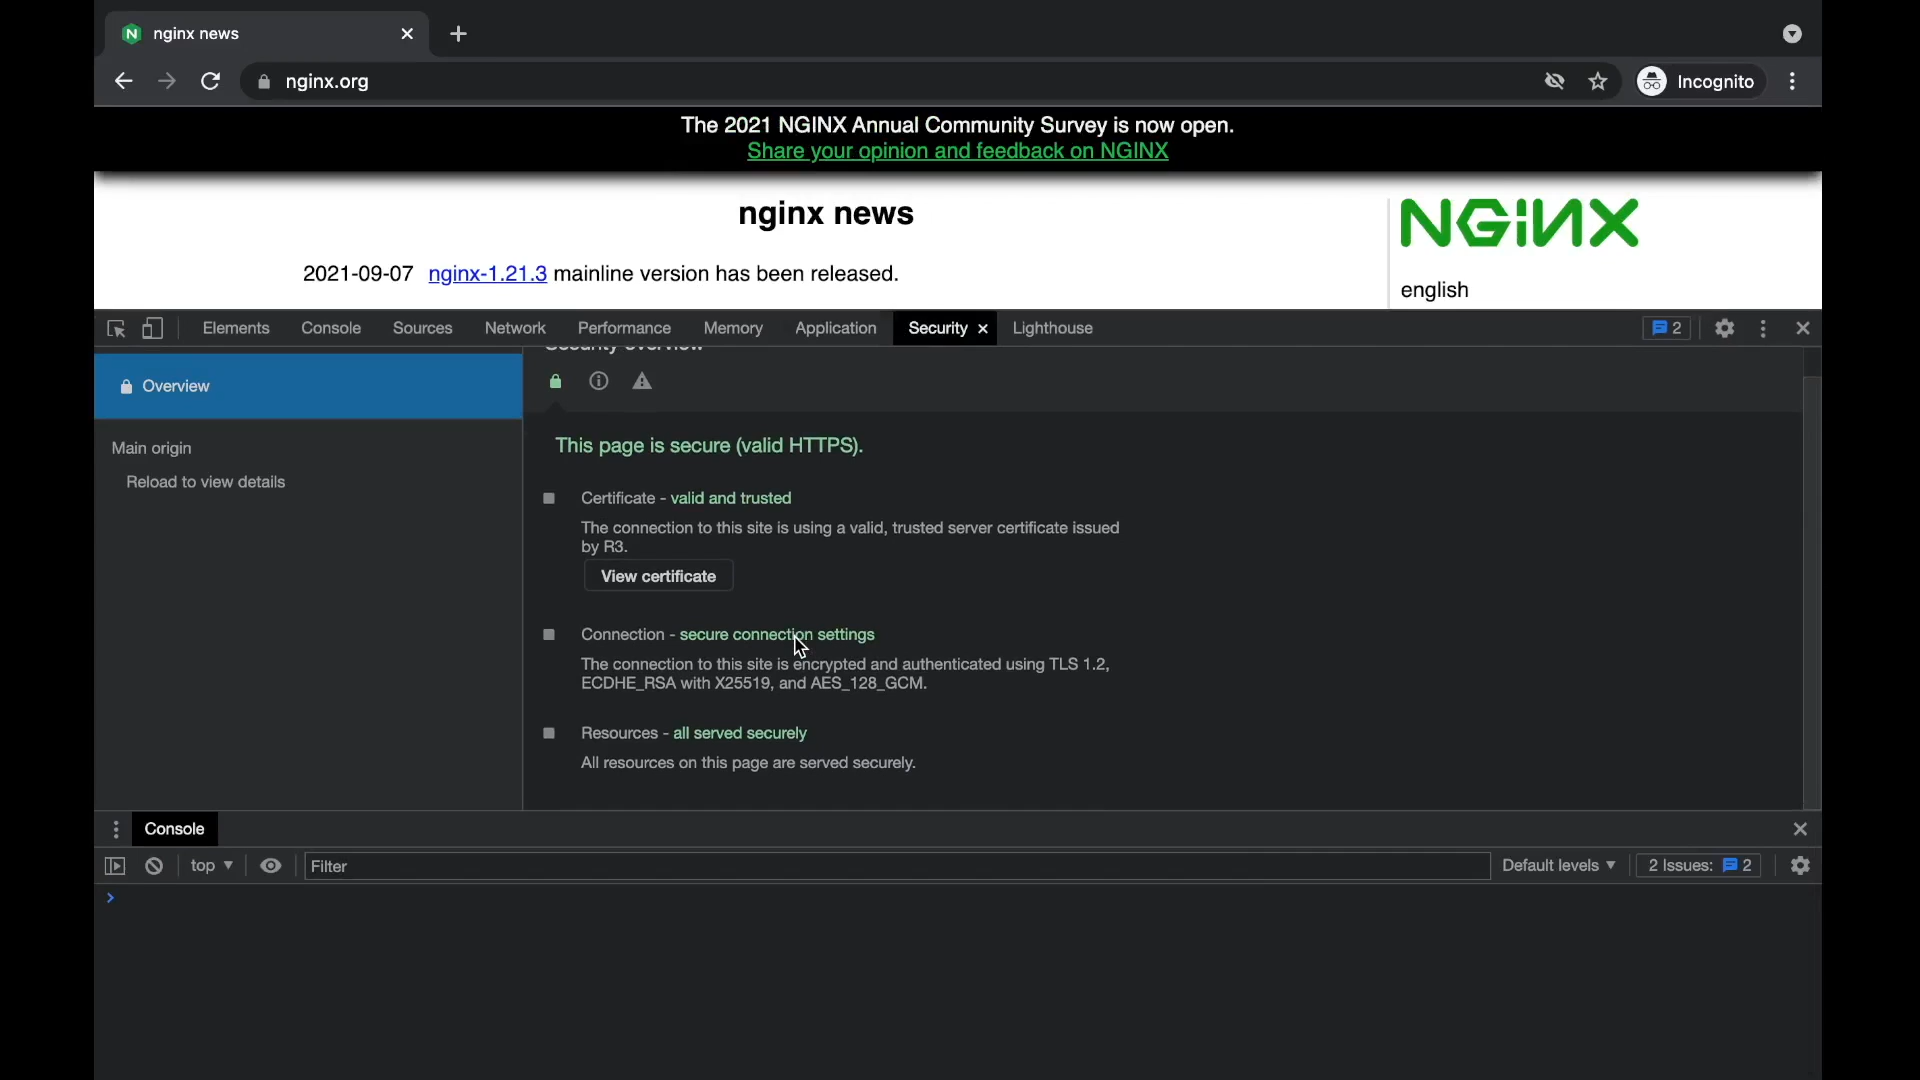 nginx news
nginx.org
Incognito
The 2021 NGINX Annual Community Survey is now open.
Share your opinion and feedback on NGINX
nginx news
NGINX
2021-09-07 nginx-1.21.3 mainline version has been released.
english
Elements Console Sources Network Performance Memory Application Security Lighthouse 2
Security overview
Overview
Main origin
Reload to view details
This page is secure (valid HTTPS).
Certificate - valid and trusted
The connection to this site is using a valid, trusted server certificate issued
by R3.
View certificate
Connection - secure connection settings
The connection to this site is encrypted and authenticated using TLS 1.2,
ECDHE_RSA with X25519, and AES_128_GCM.
Resources - all served securely
All resources on this page are served securely.
Console
top Filter Default levels 2 Issues: 2